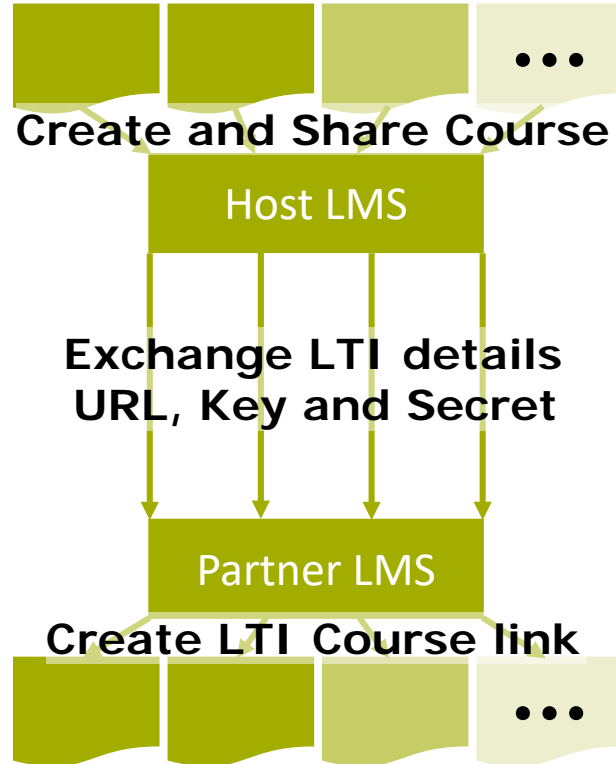 ...
Create and Share Course
Host LMS
Exchange LTI details
URL, Key and Secret
Partner LMS
Create LTI Course link
...